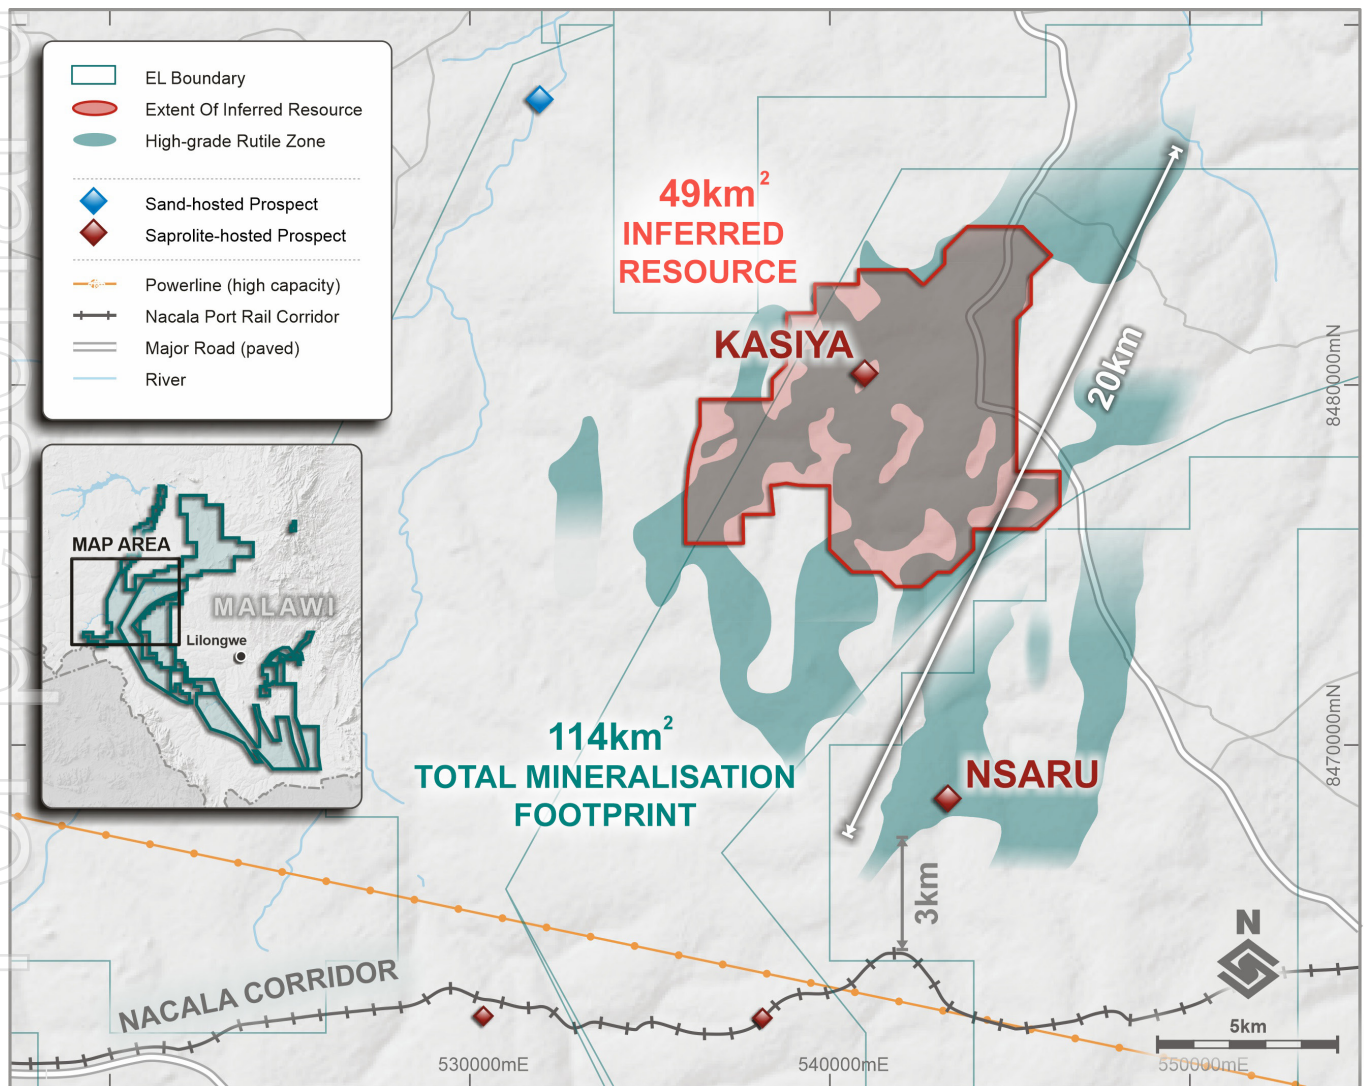 EL Boundary
Extent Of Inferred Resource
High-grade Rutile Zone
Sand-hosted Prospect
Saprolite-hosted Prospect
Powerline (high capacity)
Nacala Port Rail Corridor
Major Road (paved)
River
MAP AREA
MALAWI
Lilongwe
49km²
INFERRED
RESOURCE
KASIYA
20km
8480000mN
114km²
TOTAL MINERALISATION
FOOTPRINT
NSARU
8470000mN
3km
NACALA CORRIDOR
N
5km
530000mE
540000mE
550000mE